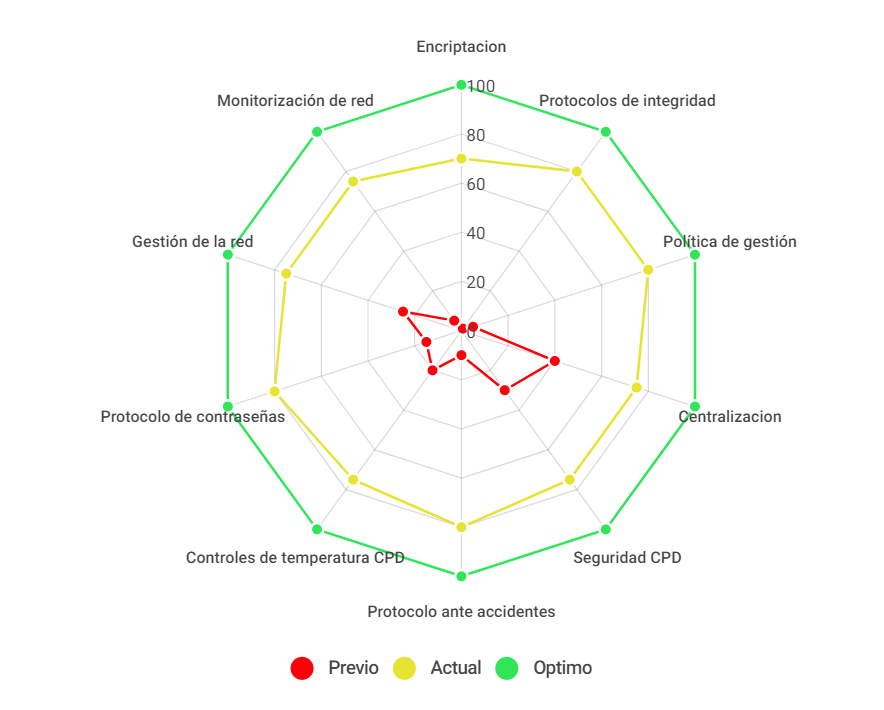 Encriptacion
100
Monitorización de red
Protocolos de integridad
80
60
Gestión de la red
Política de gestión
40
20
0
Protocolo de contraseñas
Centralizacion
Controles de temperatura CPD
Seguridad CPD
Protocolo ante accidentes
Previo
Actual
Optimo